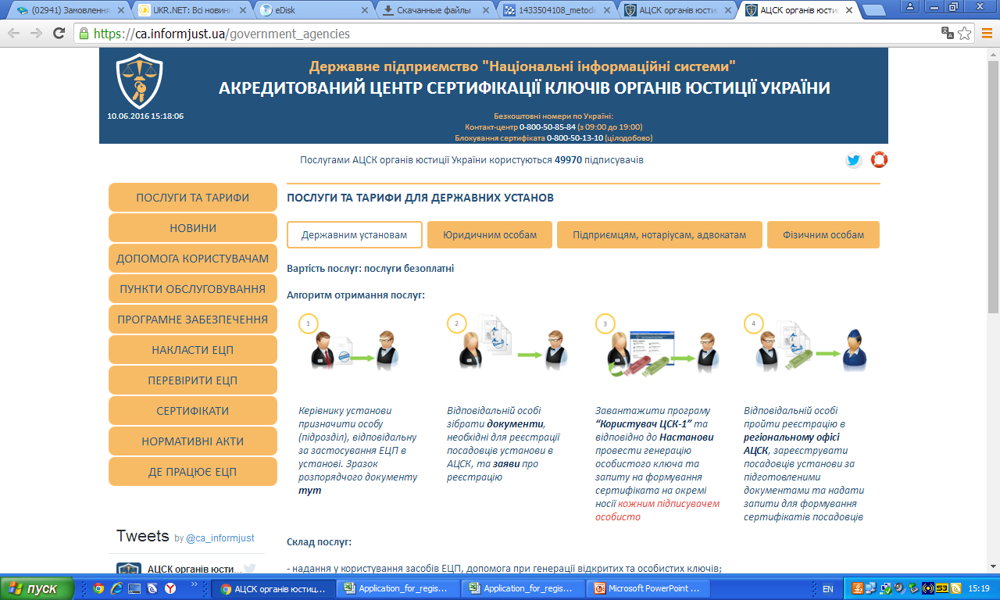 (02941) Замовлення
UKR.NET: Всі новини
eDisk
Скачанные файлы
1433504108_metodi
АЦСК органів юсти
АЦСК органів юсти
https://ca.informjust.ua/government_agencies
Державне підприємство "Національні інформаційні системи"
АКРЕДИТОВАНИЙ ЦЕНТР СЕРТИФІКАЦІЇ КЛЮЧІВ ОРГАНІВ ЮСТИЦІЇ УКРАЇНИ
10.06.2016 15:18:06
Безкоштовні номери по Україні:
Контакт-центр 0-800-50-85-84 (з 09:00 до 19:00)
Блокування сертифіката 0-800-50-13-10 (цілодобово)
Послугами АЦСК органів юстиції України користуються 49970 підписувачів
ПОСЛУГИ ТА ТАРИФИ
НОВИНИ
ДОПОМОГА КОРИСТУВАЧАМ
ПУНКТИ ОБСЛУГОВУВАННЯ
ПРОГРАМНЕ ЗАБЕЗПЕЧЕННЯ
НАКЛАСТИ ЕЦП
ПЕРЕВІРИТИ ЕЦП
СЕРТИФІКАТИ
НОРМАТИВНІ АКТИ
ДЕ ПРАЦЮЄ ЕЦП
Tweets by @ca_informjust
АЦСК органів юсти...
ПОСЛУГИ ТА ТАРИФИ ДЛЯ ДЕРЖАВНИХ УСТАНОВ
Державним установам
Юридичним особам
Підприємцям, нотаріусам, адвокатам
Фізичним особам
Вартість послуг: послуги безоплатні
Алгоритм отримання послуг:
1
Керівнику установи
призначити особу
(підрозділ), відповідальну
за застосування ЕЦП в
установі. Зразок
розпорядчого документу
тут
2
Відповідальній особі
зібрати документи,
необхідні для реєстрації
посадовців установи в
АЦСК, та заяви про
реєстрацію
3
Завантажити програму
“Користувач ЦСК-1” та
відповідно до Настанови
провести генерацію
особистого ключа та
запиту на формування
сертифіката на окремі
носії кожним підписувачем
особисто
4
Відповідальній особі
пройти реєстрацію в
регіональному офісі
АЦСК, зареєструвати
посадовців установи за
підготовленими
документами та надати
запити для формування
сертифікатів посадовців
Склад послуг:
- надання у користування засобів ЕЦП, допомога при генерації відкритих та особистих ключів;
пуск
АЦСК органів юстиц...
Application_for_regis...
Application_for_regis...
Microsoft PowerPoint ...
EN
15:19